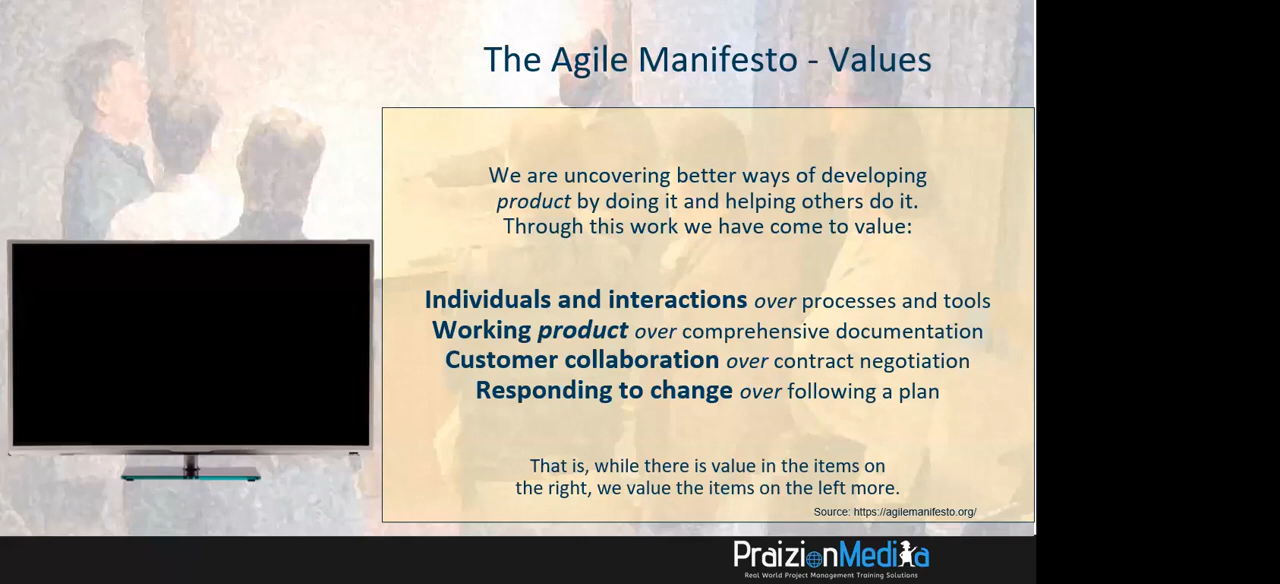 The Agile Manifesto - Values
We are uncovering better ways of developing
product by doing it and helping others do it.
Through this work we have come to value:
Individuals and interactions over processes and tools
Working product over comprehensive documentation
Customer collaboration over contract negotiation
Responding to change over following a plan
That is, while there is value in the items on
the right, we value the items on the left more.
Source: https://agilemanifesto.org/
PraizionMedia
Real World Project Management Training Solutions